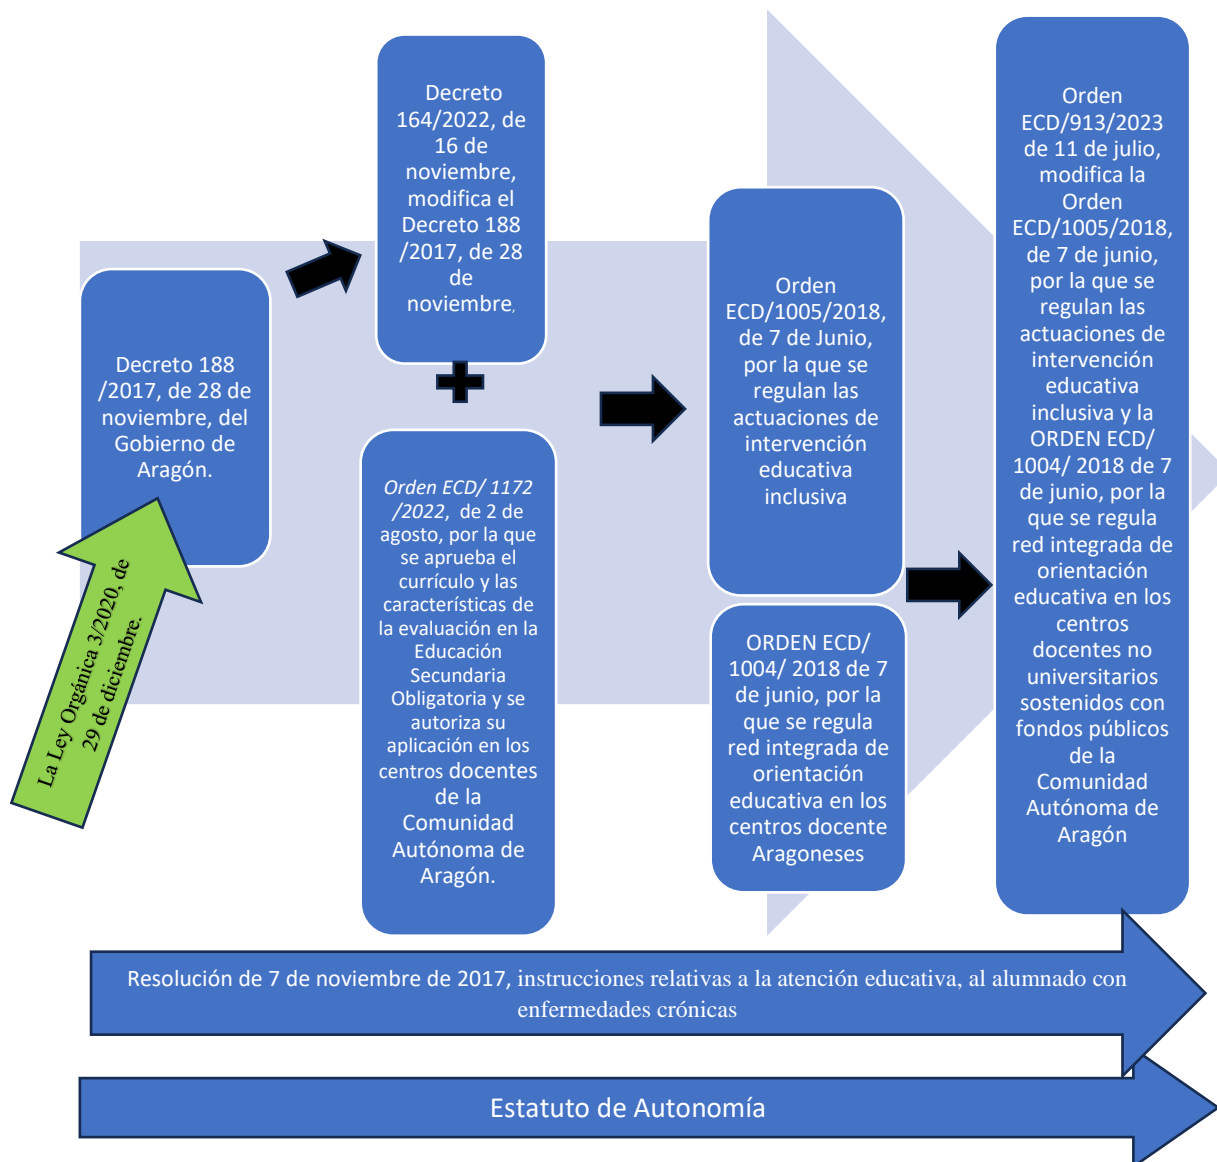 Decreto
164/2022, de
16 de
noviembre,
modifica el
Decreto 188
/2017, de 28
de
noviembre,
Decreto 188
/2017, de 28 de
noviembre, del
Gobierno de
Aragón.
La Ley Orgánica 3/2020, de
29 de diciembre.
Orden ECD/ 1172
/2022, de 2 de
agosto, por la que
se aprueba el
currículo y las
características de
la evaluación en la
Educación
Secundaria
Obligatoria y se
autoriza su
aplicación en los
centros docentes
de la
Comunidad
Autónoma de
Aragón.
Orden
ECD/1005/2018,
de 7 de Junio,
por la que se
regulan las
actuaciones de
intervención
educativa
inclusiva
ORDEN ECD/
1004/ 2018 de 7
de junio, por la
que se regula
red integrada de
orientación
educativa en los
centros docente
Aragoneses
Orden
ECD/913/2023
de 11 de julio,
modifica la
Orden
ECD/1005/2018,
de 7 de junio,
por la que se
regulan las
actuaciones de
intervención
educativa
inclusiva y la
ORDEN ECD/
1004/ 2018 de 7
de junio, por la
que se regula
red integrada de
orientación
educativa en los
centros
docentes no
universitarios
sostenidos con
fondos públicos
de la
Comunidad
Autónoma de
Aragón
Resolución de 7 de noviembre de 2017, instrucciones relativas a la atención educativa, al alumnado con
enfermedades crónicas
Estatuto de Autonomía